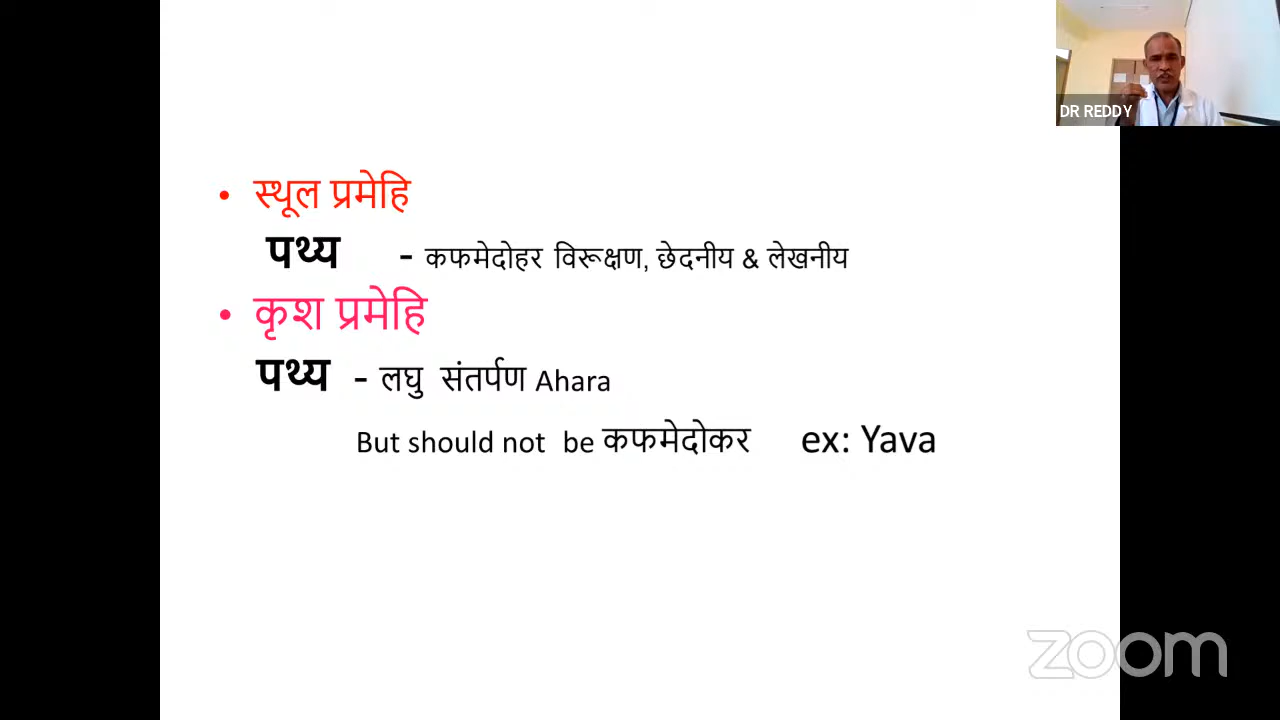 DR REDDY
• स्थूल प्रमेहि
पथ्य - कफमेदोहर विरूक्षण, छेदनीय & लेखनीय
• कृश प्रमेहि
पथ्य - लघु संतर्पण Ahara
But should not be कफमेदोकर ex: Yava
zoom